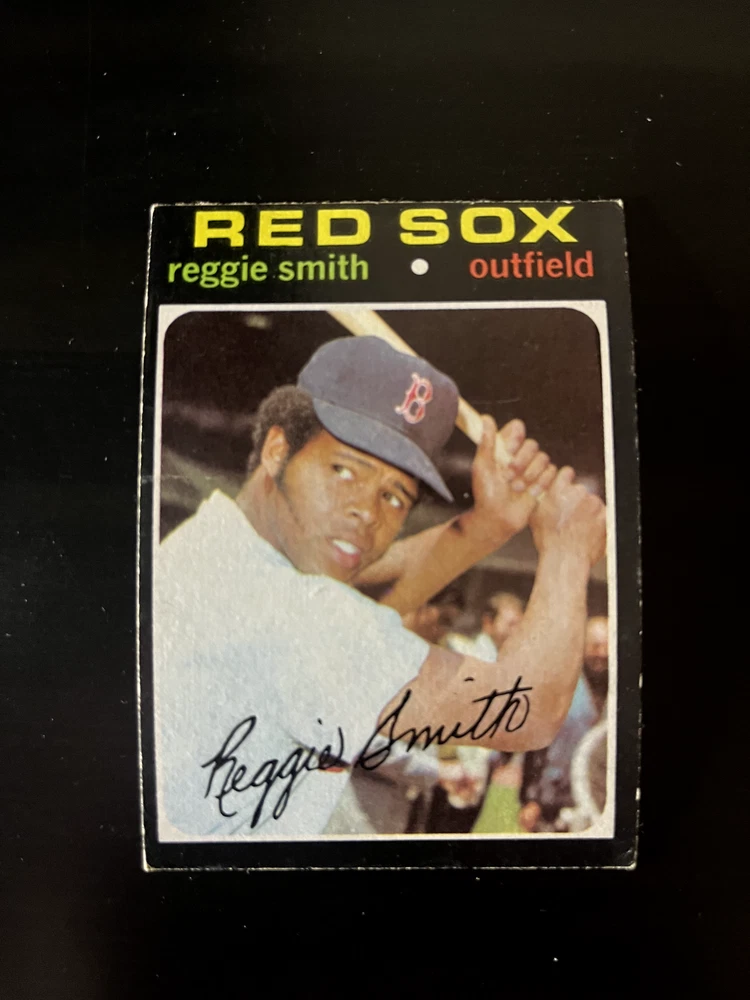 RED SOX
reggie smith • outfield
B
Reggie Smith